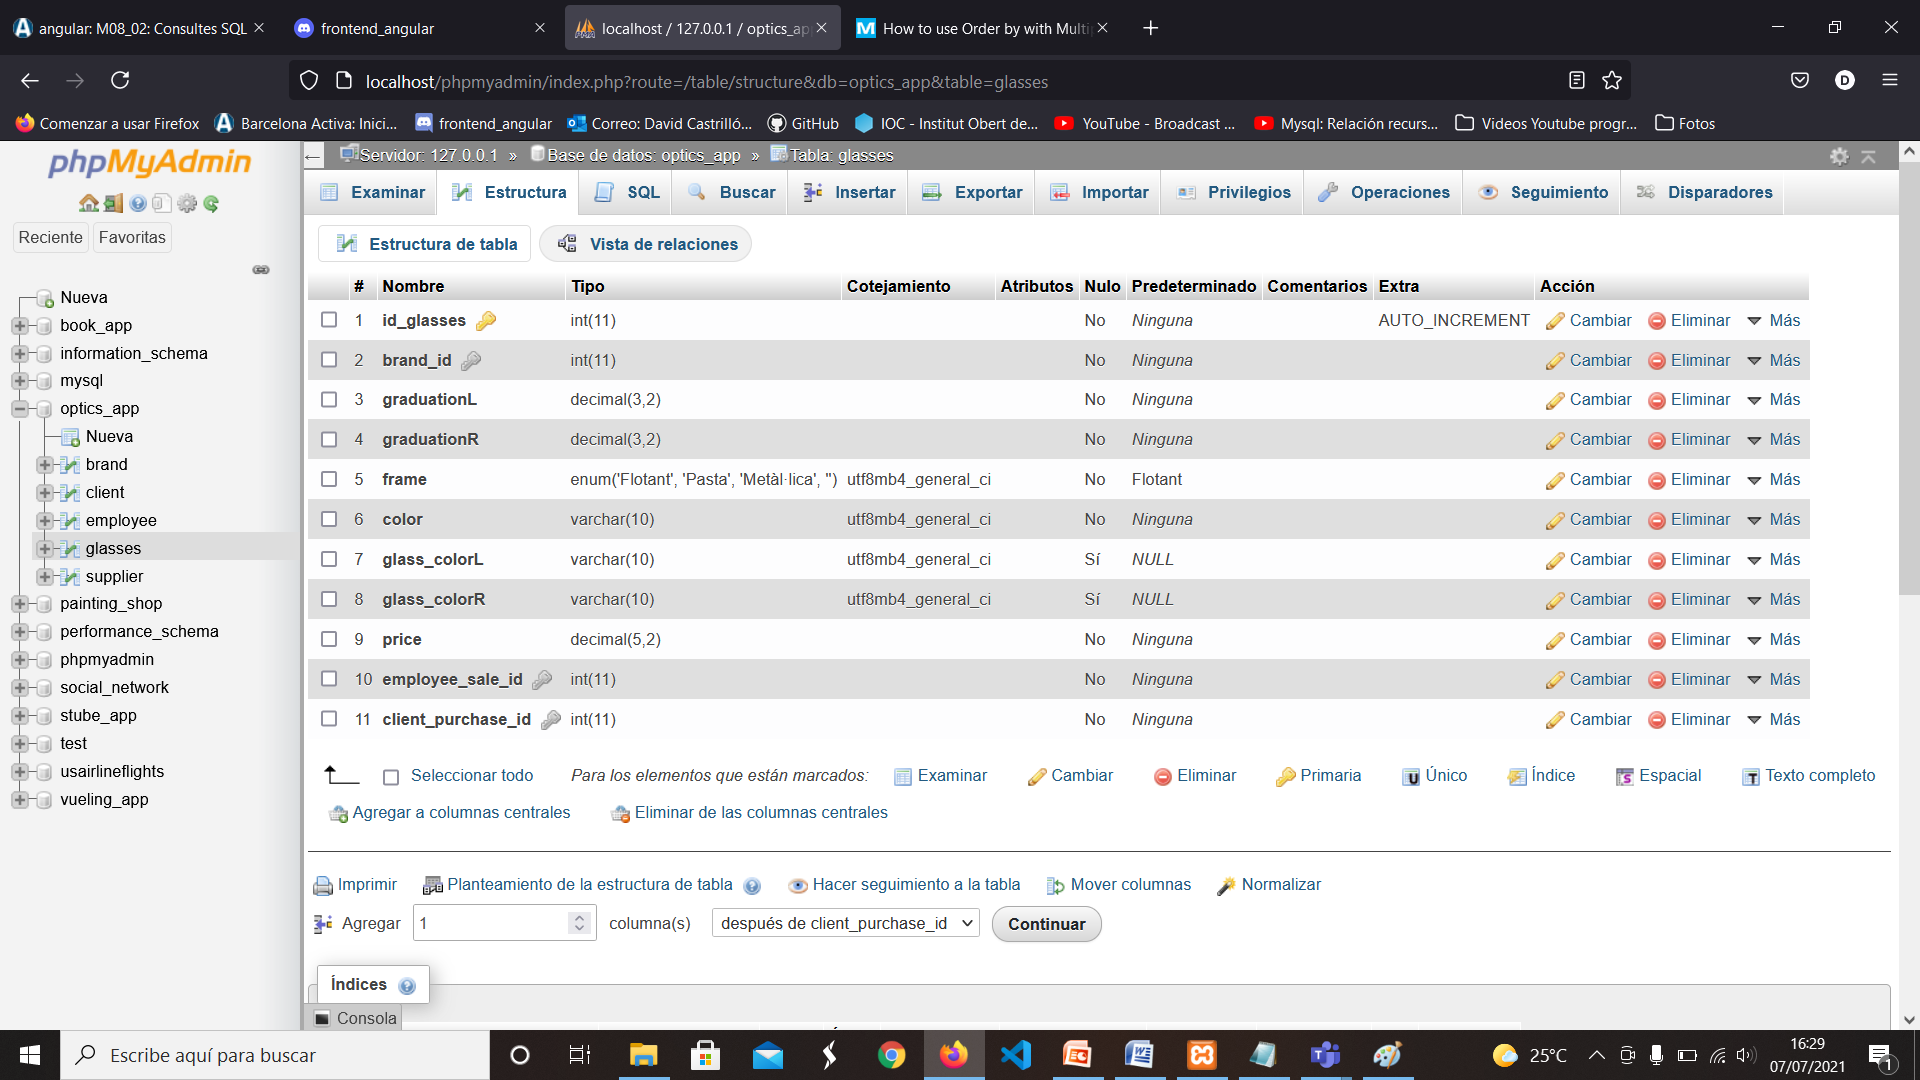 angular: M08_02: Consultes SQL
frontend_angular
localhost / 127.0.0.1 / optics_app
How to use Order by with Multip
localhost/phpmyadmin/index.php?route=/table/structure&db=optics_app&table=glasses
D
Comenzar a usar Firefox
Barcelona Activa: Inici...
frontend_angular
Correo: David Castrilló...
GitHub
IOC - Institut Obert de...
YouTube - Broadcast ...
Mysql: Relación recurs...
Videos Youtube progr...
Fotos
phpMyAdmin
Reciente Favoritas
Nueva
book_app
information_schema
mysql
optics_app
Nueva
brand
client
employee
glasses
supplier
painting_shop
performance_schema
phpmyadmin
social_network
stube_app
test
usairlineflights
vueling_app
Servidor: 127.0.0.1 » Base de datos: optics_app » Tabla: glasses
Examinar Estructura SQL Buscar Insertar Exportar Importar Privilegios Operaciones Seguimiento Disparadores
Estructura de tabla Vista de relaciones
# Nombre Tipo Cotejamiento Atributos Nulo Predeterminado Comentarios Extra Acción
1 id_glasses int(11) No Ninguna AUTO_INCREMENT Cambiar Eliminar Más
2 brand_id int(11) No Ninguna Cambiar Eliminar Más
3 graduationL decimal(3,2) No Ninguna Cambiar Eliminar Más
4 graduationR decimal(3,2) No Ninguna Cambiar Eliminar Más
5 frame enum('Flotant', 'Pasta', 'Metàl·lica', '') utf8mb4_general_ci No Flotant Cambiar Eliminar Más
6 color varchar(10) utf8mb4_general_ci No Ninguna Cambiar Eliminar Más
7 glass_colorL varchar(10) utf8mb4_general_ci Sí NULL Cambiar Eliminar Más
8 glass_colorR varchar(10) utf8mb4_general_ci Sí NULL Cambiar Eliminar Más
9 price decimal(5,2) No Ninguna Cambiar Eliminar Más
10 employee_sale_id int(11) No Ninguna Cambiar Eliminar Más
11 client_purchase_id int(11) No Ninguna Cambiar Eliminar Más
Seleccionar todo Para los elementos que están marcados: Examinar Cambiar Eliminar Primaria Único Índice Espacial Texto completo
Agregar a columnas centrales Eliminar de las columnas centrales
Imprimir Planteamiento de la estructura de tabla Hacer seguimiento a la tabla Mover columnas Normalizar
Agregar 1 columna(s) después de client_purchase_id Continuar
Índices
Consola
Escribe aquí para buscar
25°C
16:29
07/07/2021
1